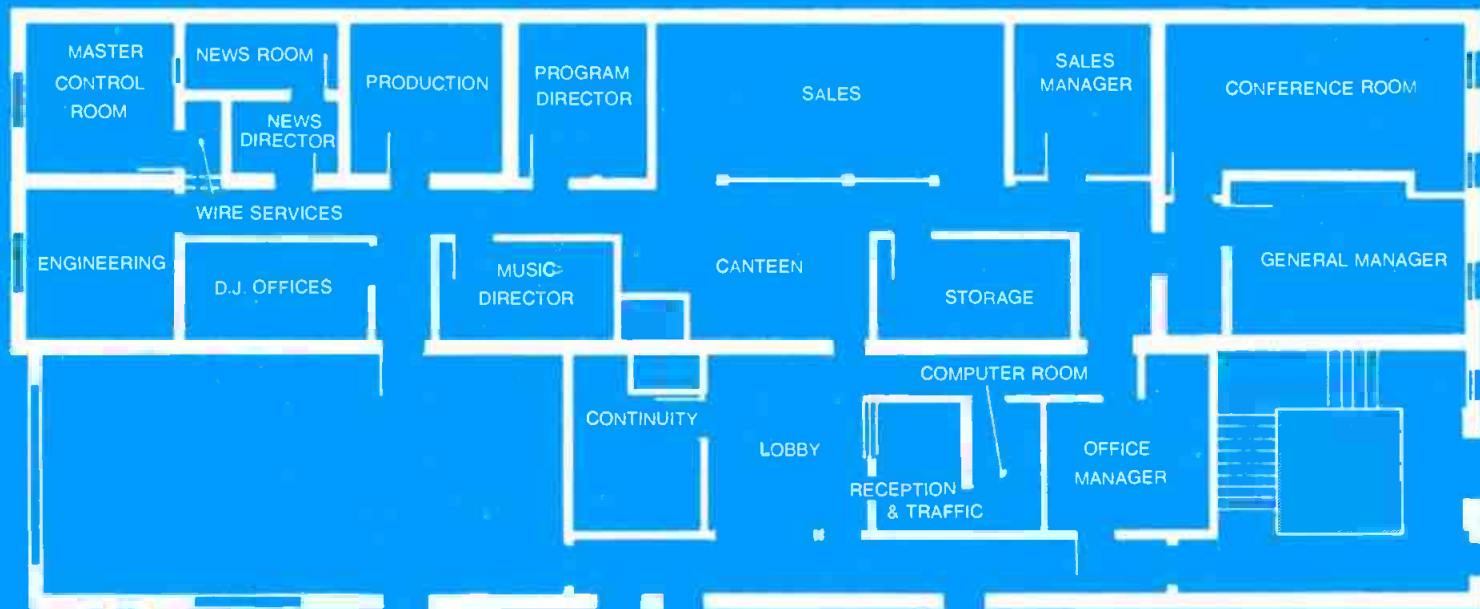 MASTER
CONTROL
ROOM
NEWS ROOM
NEWS
DIRECTOR
PRODUCTION
PROGRAM
DIRECTOR
SALES
SALES
MANAGER
CONFERENCE ROOM
WIRE SERVICES
ENGINEERING
D.J. OFFICES
MUSIC
DIRECTOR
CANTEEN
STORAGE
GENERAL MANAGER
COMPUTER ROOM
CONTINUITY
LOBBY
RECEPTION
& TRAFFIC
OFFICE
MANAGER